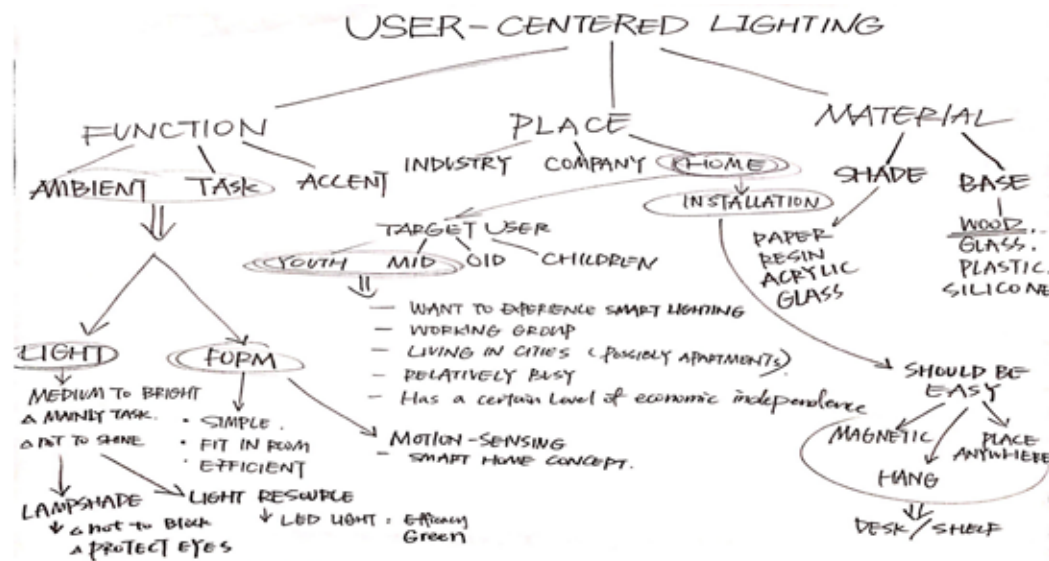 USER-CENTERED LIGHTING
FUNCTION
PLACE
MATERIAL
AMBIENT TASK ACCENT
INDUSTRY COMPANY HOME
SHADE BASE
INSTALLATION
TARGET USER
YOUTH MID OlD CHILDREN
PAPER
RESIN
ACRYLIC
GLASS
WOOD.
GLASS.
PLASTIC.
SILICONE
- WANT TO EXPERIENCE SMART LIGHTING
- WORKING GROUP
- LIVING IN CITIES (POSSIBLY APARTMENTS)
- RELATIVELY BUSY
- Has a certain Level of economic independence
LIGHT FORM
MEDIUM TO BRIGHT
△ MAINLY TASK.
△ NOT TO SHINE
· SIMPLE.
· FIT IN ROOM
· EFFICIENT
MOTION-SENSING
- SMART HOME CONCEPT.
SHOULD BE
EASY
MAGNETIC
HANG
PLACE
ANYWHERE
DESK/SHELF
LAMPSHADE
△ not to Block
△ PROTECT EYES
LIGHT RESOURCE
LED LIGHT : Efficacy
Green